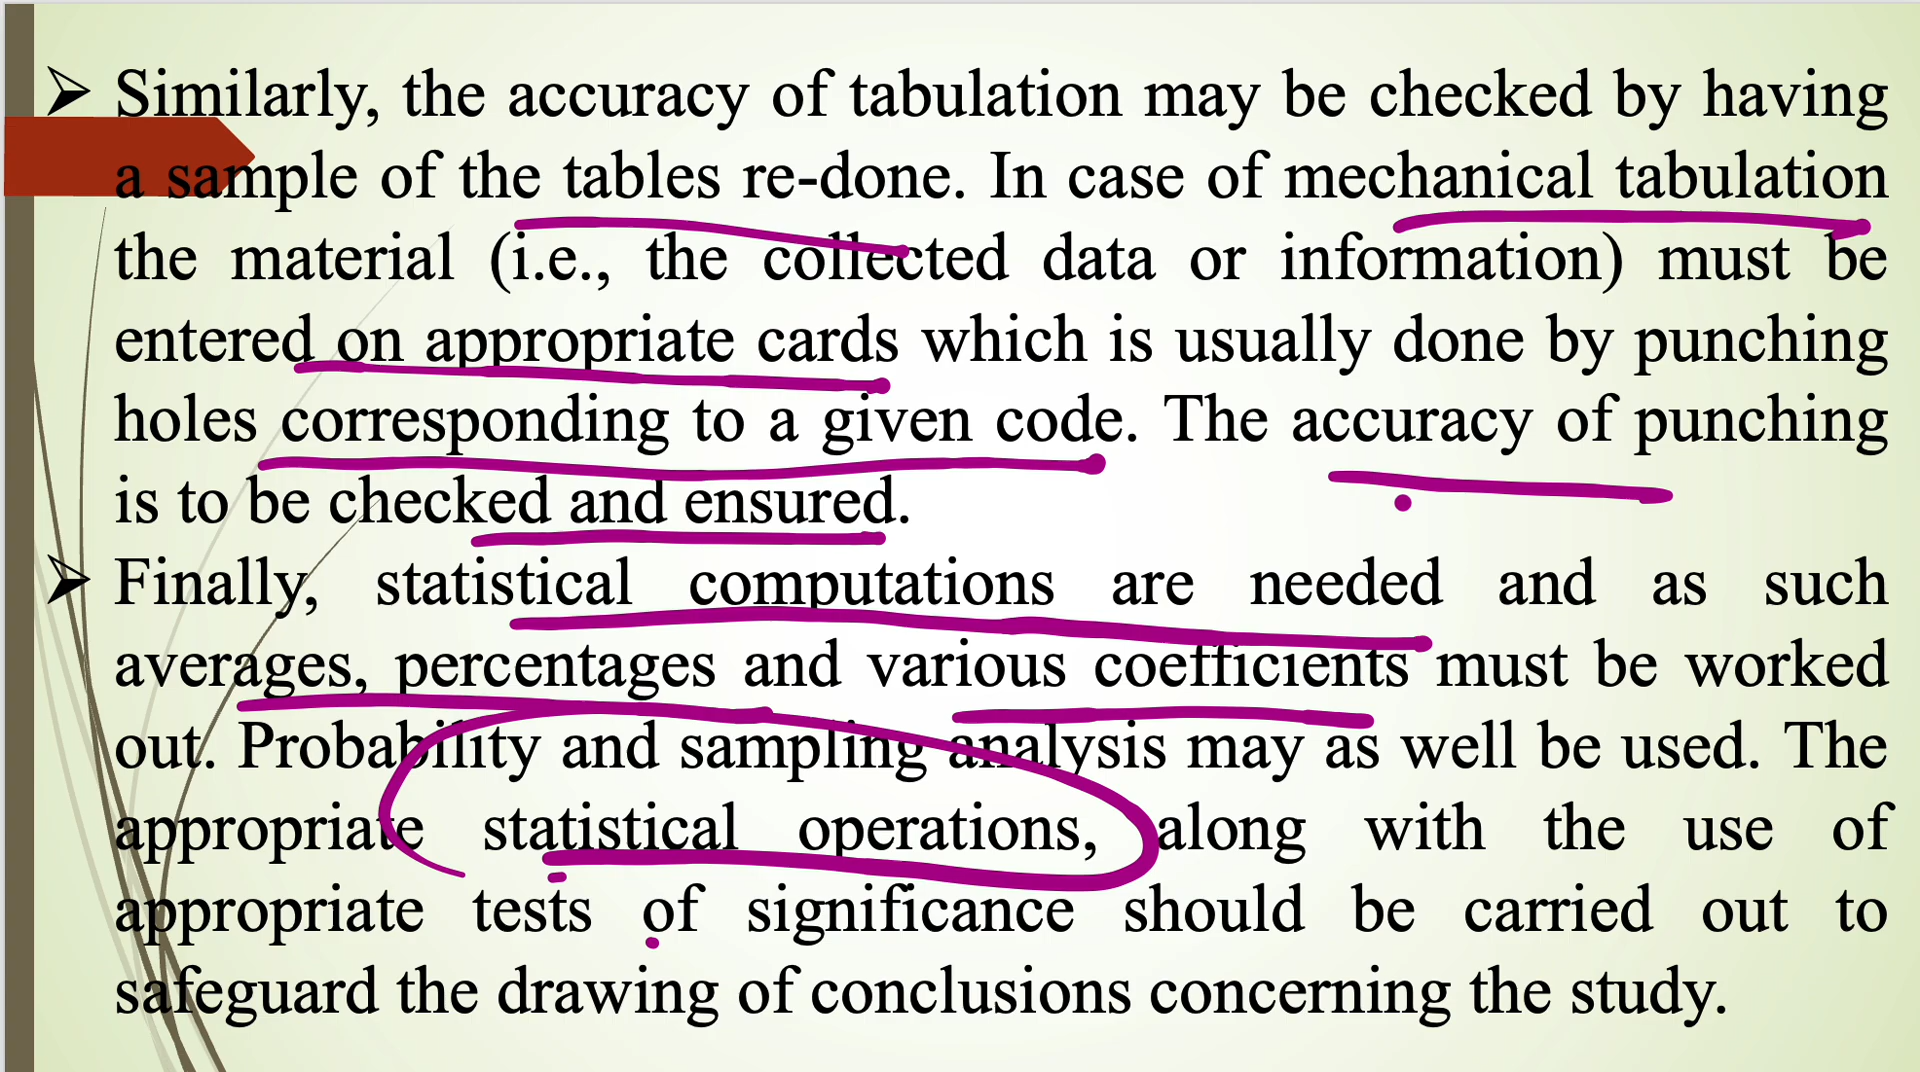 Similarly, the accuracy of tabulation may be checked by having
a sample of the tables re-done. In case of mechanical tabulation
the material (i.e., the collected data or information) must be
entered on appropriate cards which is usually done by punching
holes corresponding to a given code. The accuracy of punching
is to be checked and ensured.
Finally, statistical computations are needed and as such
averages, percentages and various coefficients must be worked
out. Probability and sampling analysis may as well be used. The
appropriate statistical operations, along with the use of
appropriate tests of significance should be carried out to
safeguard the drawing of conclusions concerning the study.